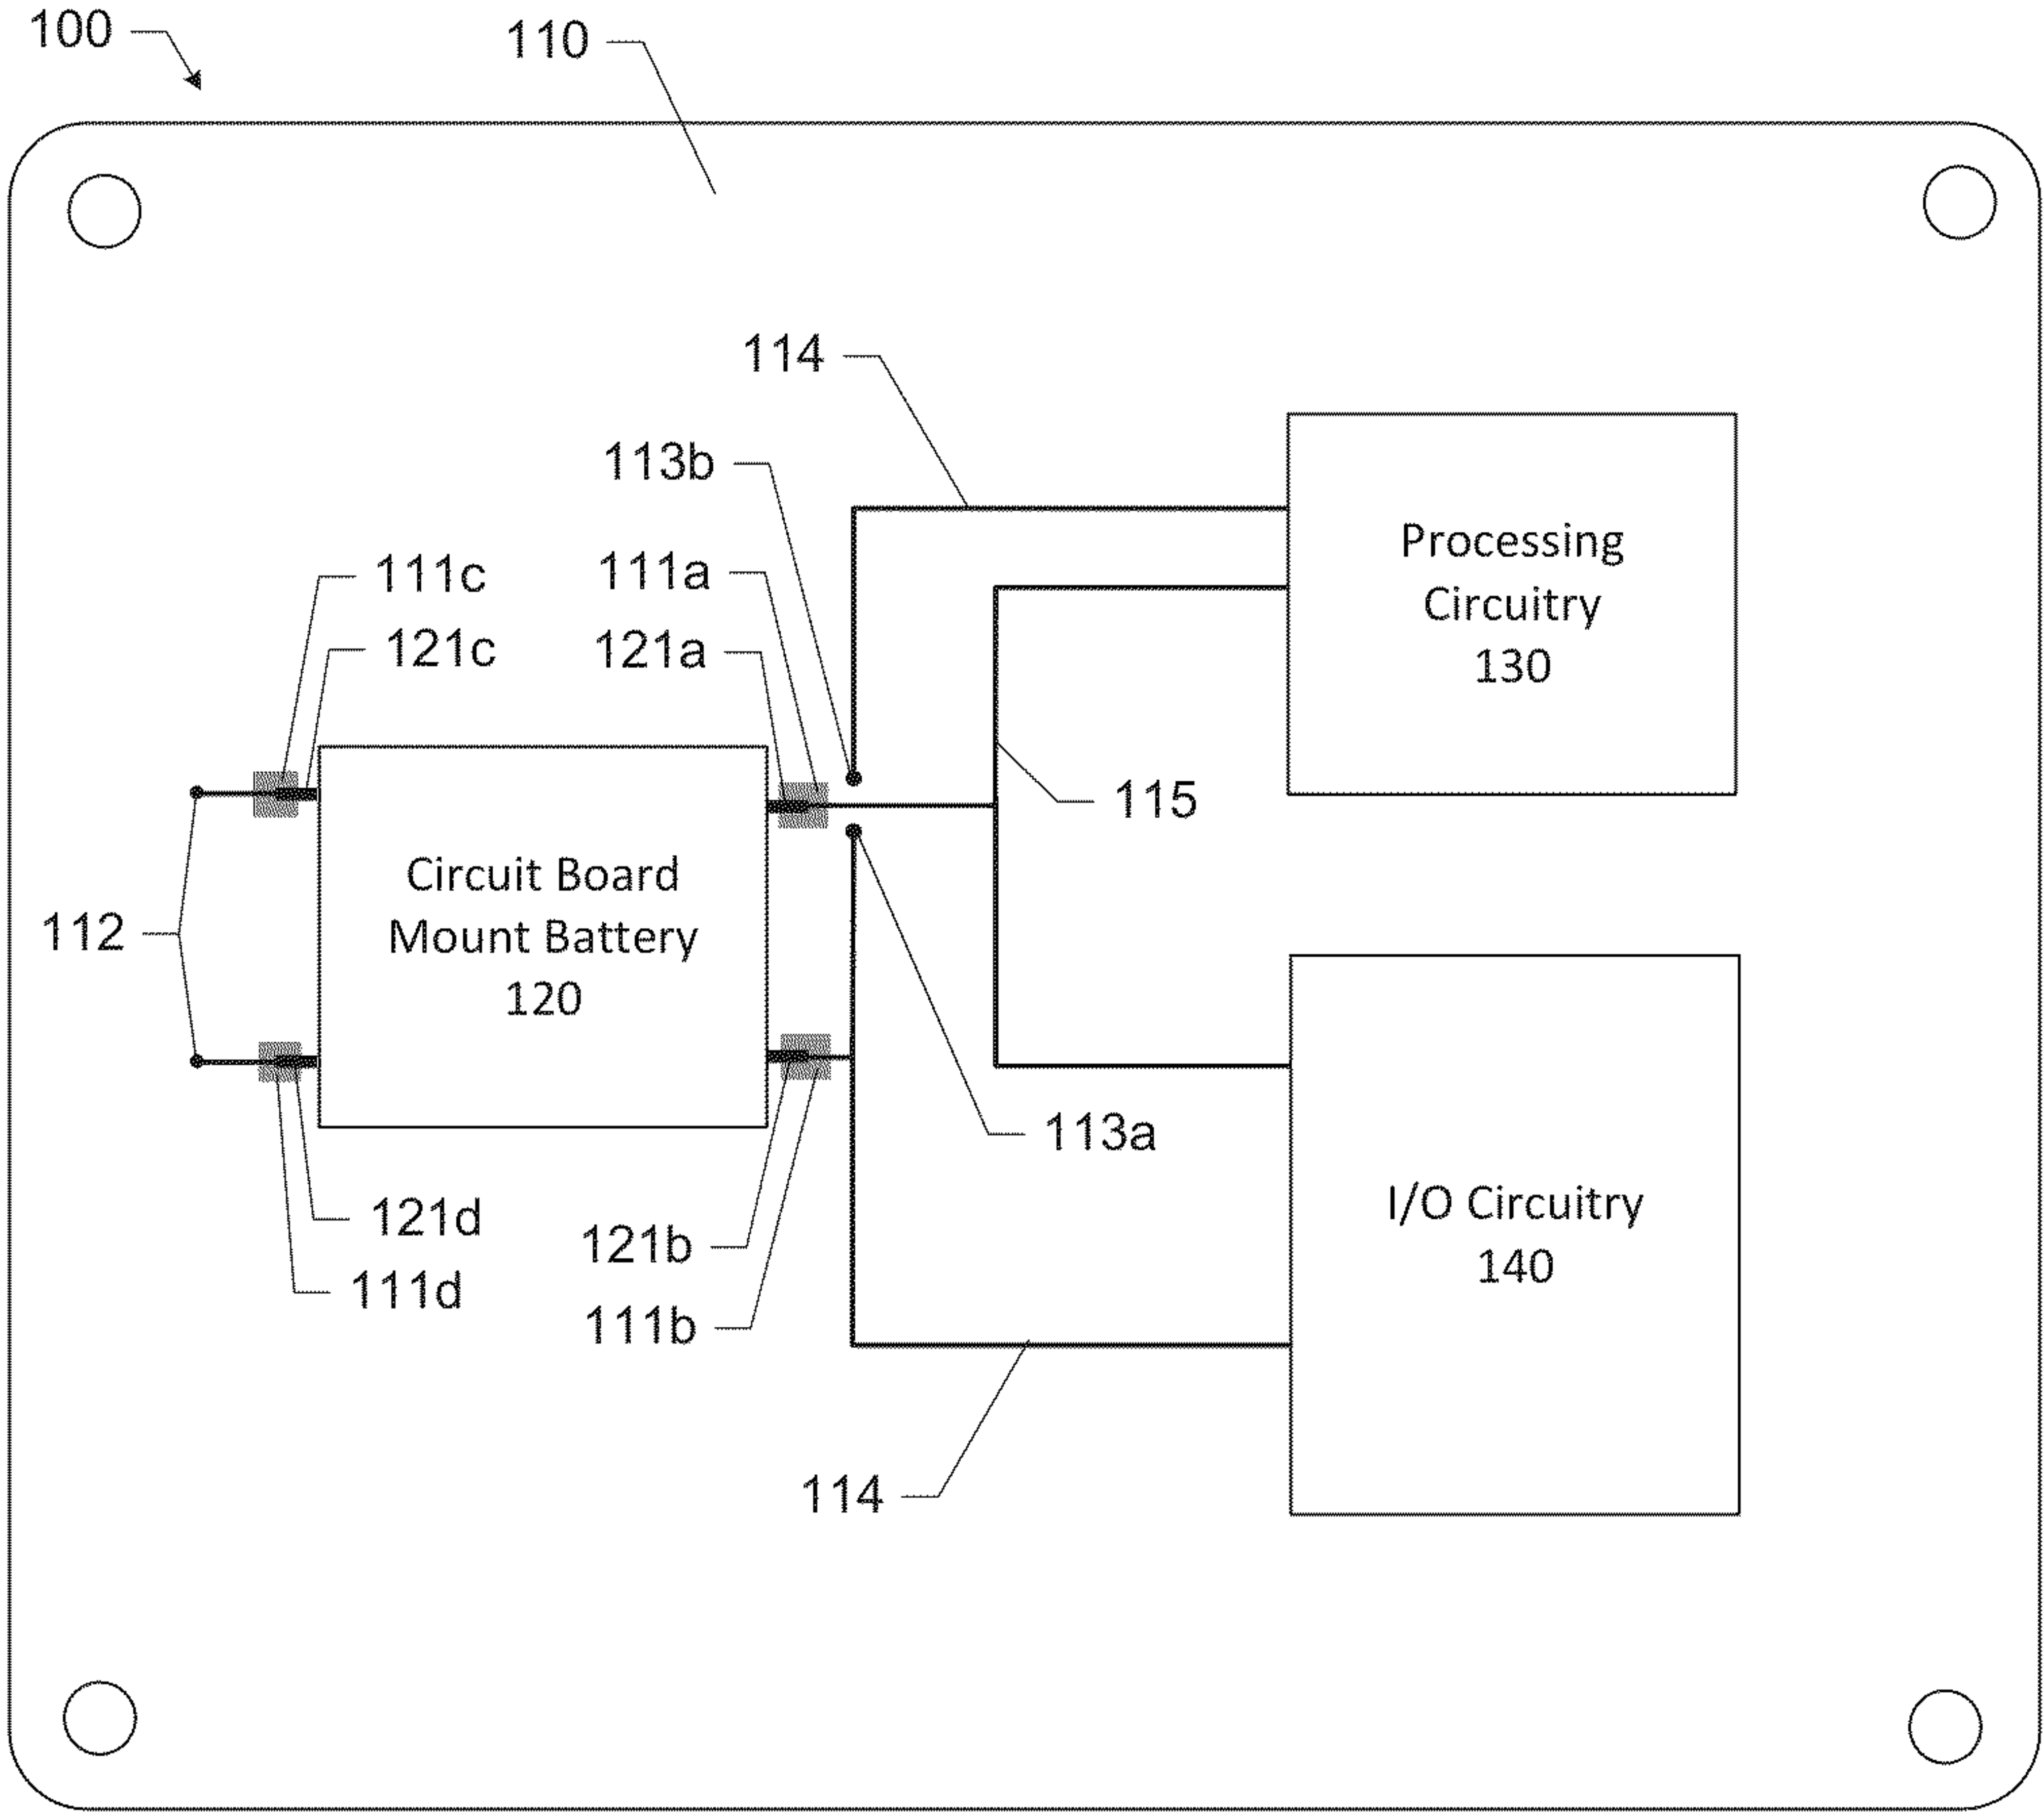 100
110
114
113b
111c
111a
121c
121a
Processing
Circuitry
130
115
Circuit Board
Mount Battery
120
112
113a
121d
121b
111d
111b
I/O Circuitry
140
114